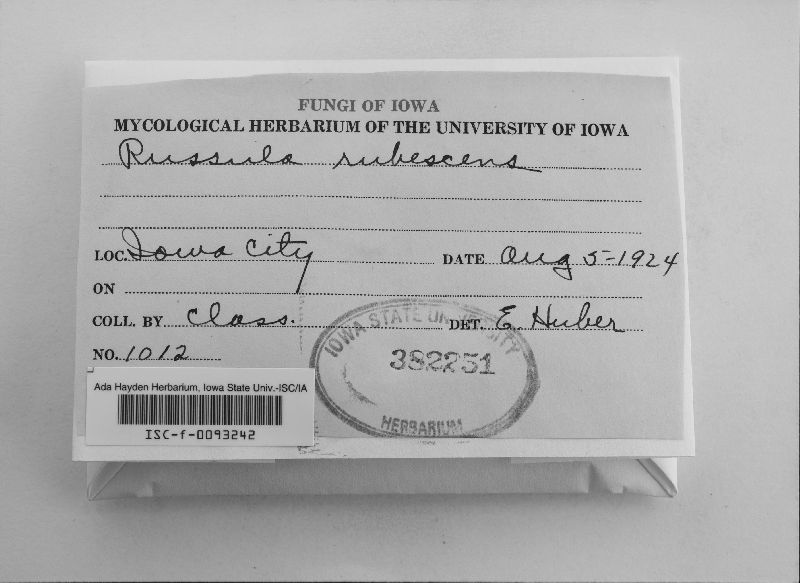 FUNGI OF IOWA
MYCOLOGICAL HERBARIUM OF THE UNIVERSITY OF IOWA
Russula rubescens
LOC. Iowa City DATE Aug 5-1924
ON
COLL. BY Class. DET. E. Huber
NO. 1012
IOWA STATE UNIVERSITY
382251
HERBARIUM
Ada Hayden Herbarium, Iowa State Univ.-ISC/IA
ISC-f-0093242